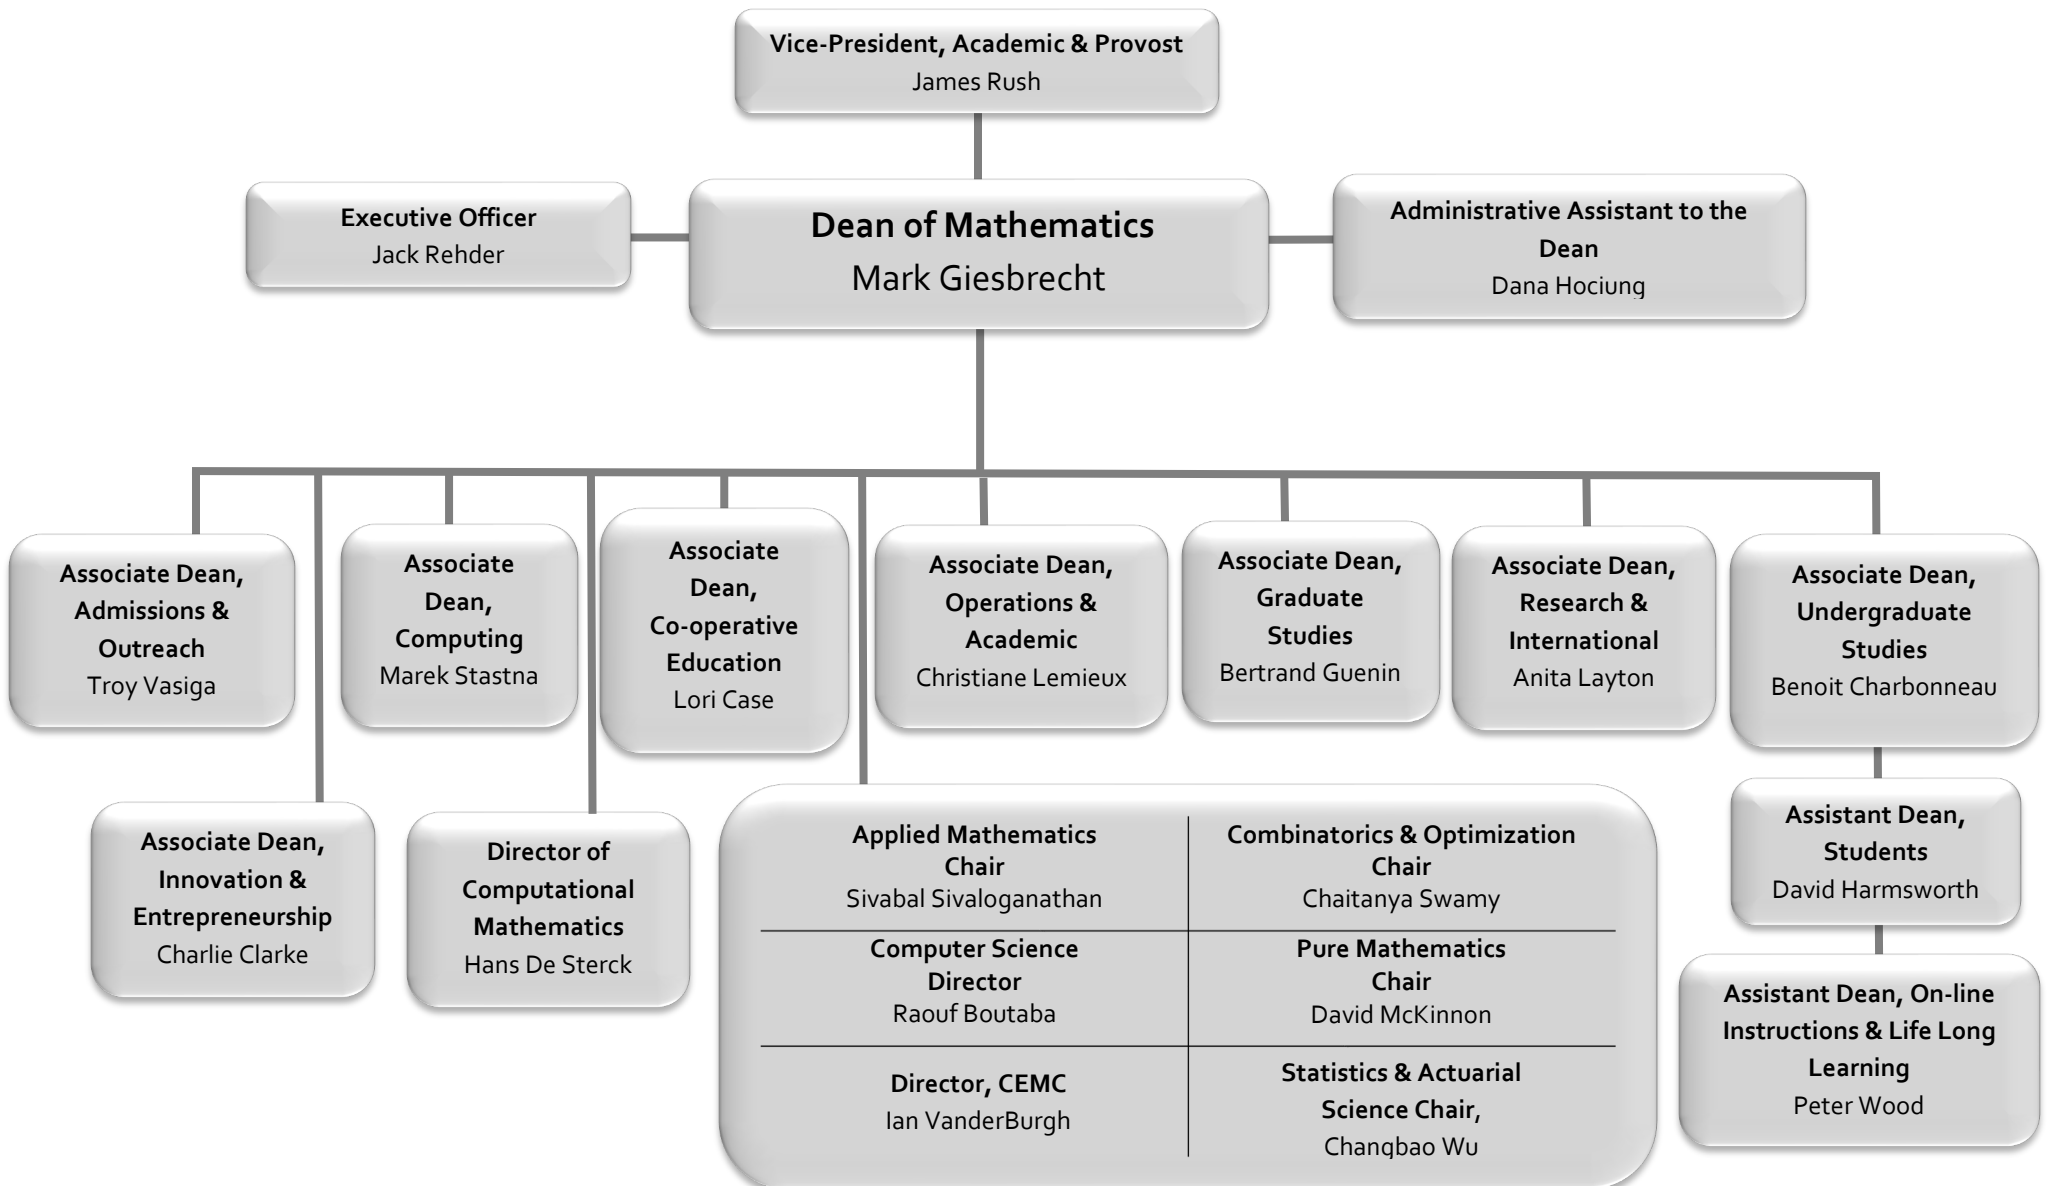 Vice-President, Academic & Provost
James Rush
Executive Officer
Jack Rehder
Dean of Mathematics
Mark Giesbrecht
Administrative Assistant to the
Dean
Dana Hociung
Associate Dean,
Admissions &
Outreach
Troy Vasiga
Associate
Dean,
Computing
Marek Stastna
Associate
Dean,
Co-operative
Education
Lori Case
Associate Dean,
Operations &
Academic
Christiane Lemieux
Associate Dean,
Graduate
Studies
Bertrand Guenin
Associate Dean,
Research &
International
Anita Layton
Associate Dean,
Undergraduate
Studies
Benoit Charbonneau
Associate Dean,
Innovation &
Entrepreneurship
Charlie Clarke
Director of
Computational
Mathematics
Hans De Sterck
Applied Mathematics
Chair
Sivabal Sivaloganathan
Combinatorics & Optimization
Chair
Chaitanya Swamy
Computer Science
Director
Raouf Boutaba
Pure Mathematics
Chair
David McKinnon
Director, CEMC
Ian VanderBurgh
Statistics & Actuarial
Science Chair,
Changbao Wu
Assistant Dean,
Students
David Harmsworth
Assistant Dean, On-line
Instructions & Life Long
Learning
Peter Wood